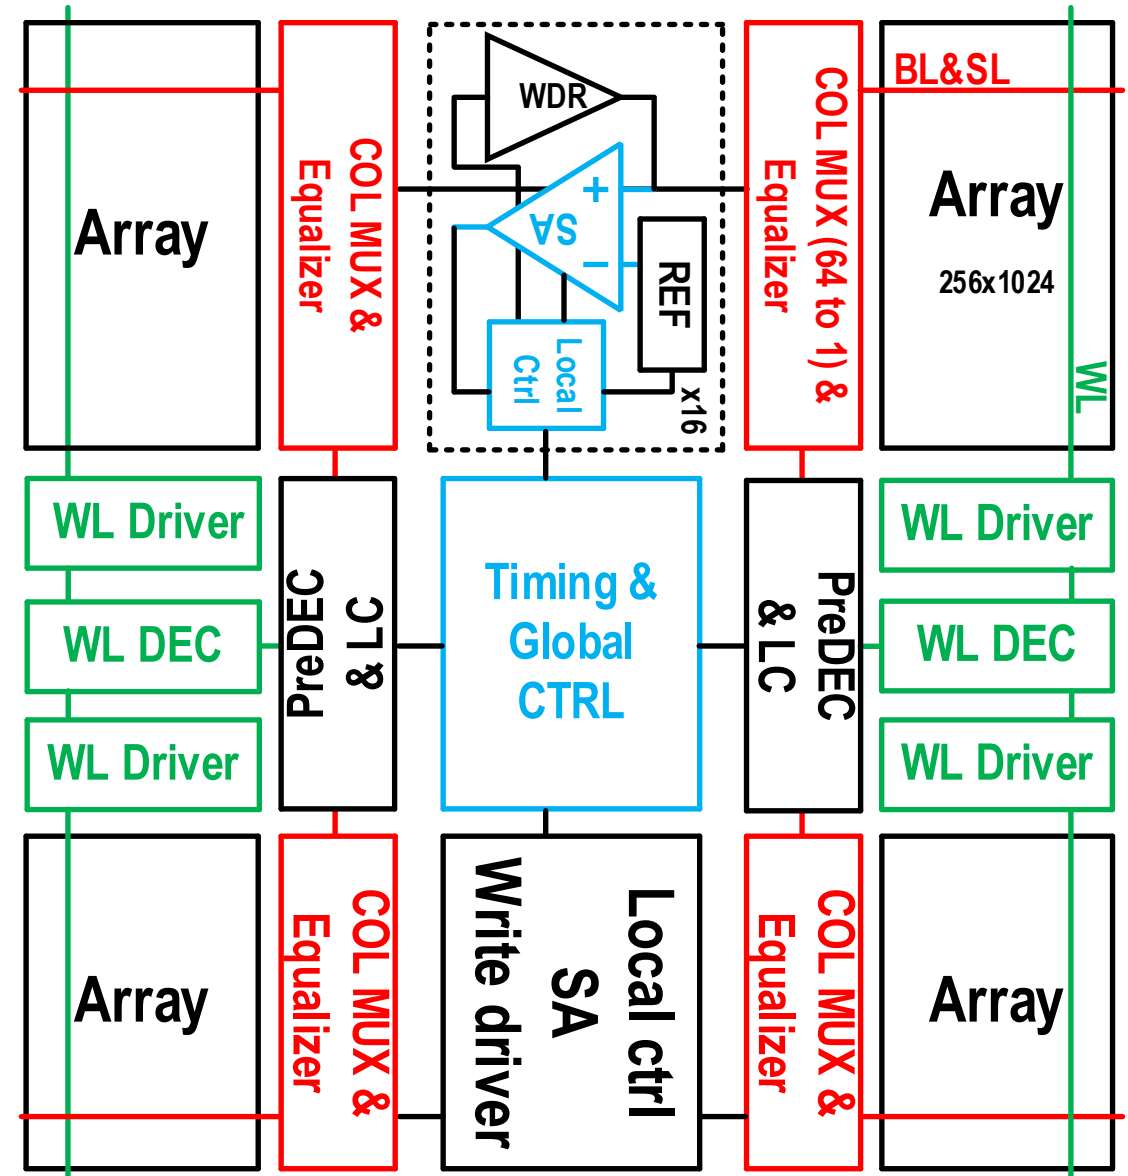 Array
COL MUX &
Equalizer
WDR
+
SA
−
REF
Local
Ctrl
x16
COL MUX (64 to 1) &
Equalizer
BL&SL
Array
256x1024
WL
WL Driver
WL DEC
WL Driver
PreDEC
& LC
Timing &
Global
CTRL
PreDEC
& LC
WL Driver
WL DEC
WL Driver
Array
COL MUX &
Equalizer
Local ctrl
SA
Write driver
COL MUX &
Equalizer
Array